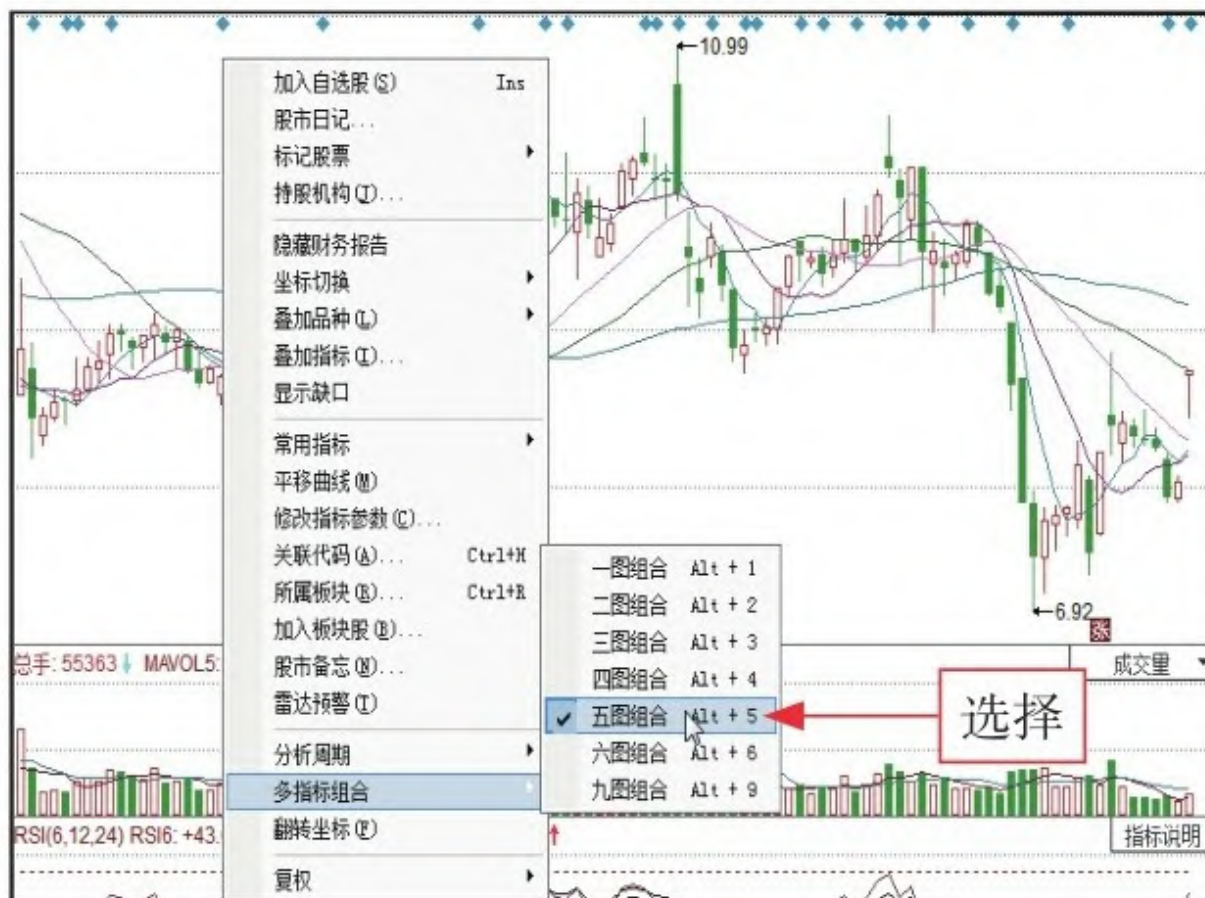 10.99
加入自选股(S) Ins
股市日记...
标记股票
持股机构(J)...
隐藏财务报告
坐标切换
叠加品种(L)
叠加指标(I)...
显示缺口
常用指标
平移曲线(M)
修改指标参数(C)...
关联代码(A)... Ctrl+H
所属板块(R)... Ctrl+R
加入板块股(B)...
股市备忘(N)...
雷达预警(T)
分析周期
多指标组合
翻转坐标(F)
复权
一图组合 Alt + 1
二图组合 Alt + 2
三图组合 Alt + 3
四图组合 Alt + 4
五图组合 Alt + 5
六图组合 Alt + 6
九图组合 Alt + 9
选择
6.92
张
总手: 55363 MAVOL5:
成交量
RSI(6,12,24) RSI6: +43.
指标说明